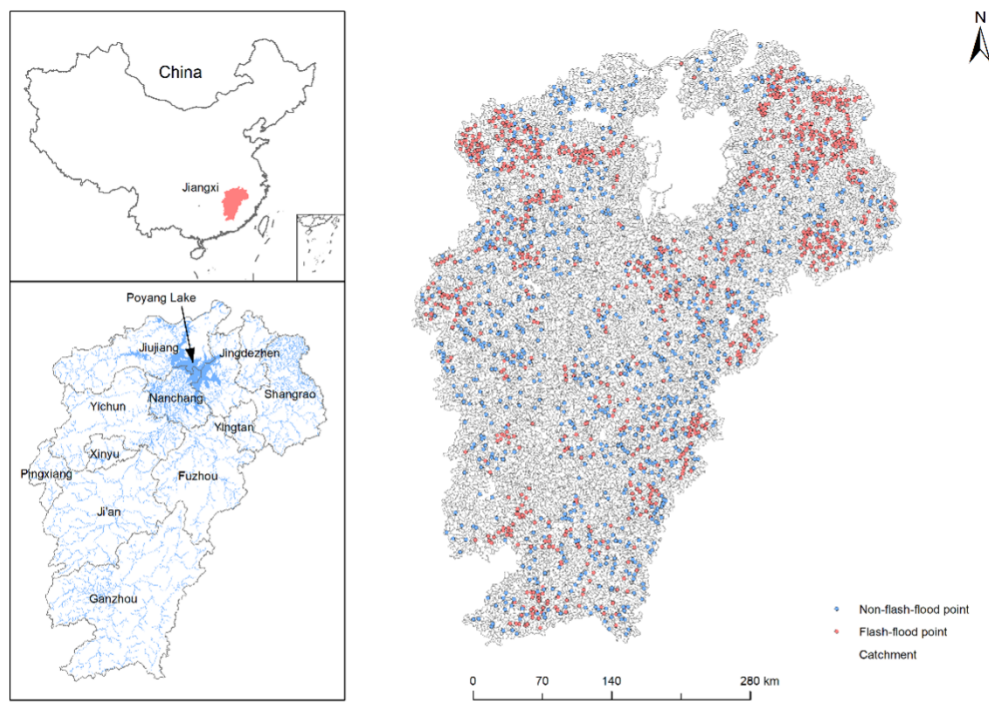 China
Jiangxi
Poyang Lake
Jiujiang
Jingdezhen
Nanchang
Shangrao
Yichun
Yingtan
Xinyu
Pingxiang
Fuzhou
Ji'an
Ganzhou
N
Non-flash-flood point
Flash-flood point
Catchment
0 70 140 280 km